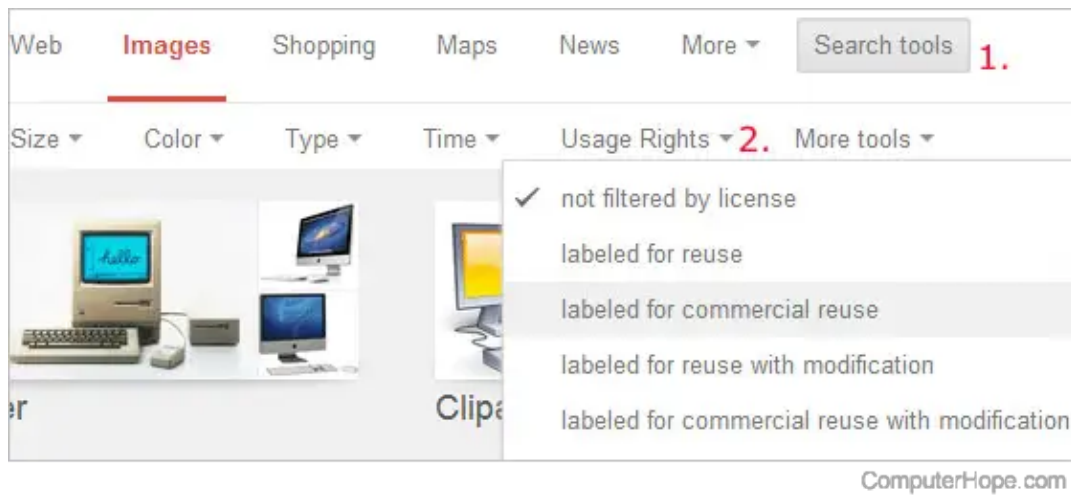 Web Images Shopping Maps News More Search tools 1.
Size Color Type Time Usage Rights 2. More tools
not filtered by license
labeled for reuse
hello
labeled for commercial reuse
labeled for reuse with modification
labeled for commercial reuse with modification
ComputerHope.com